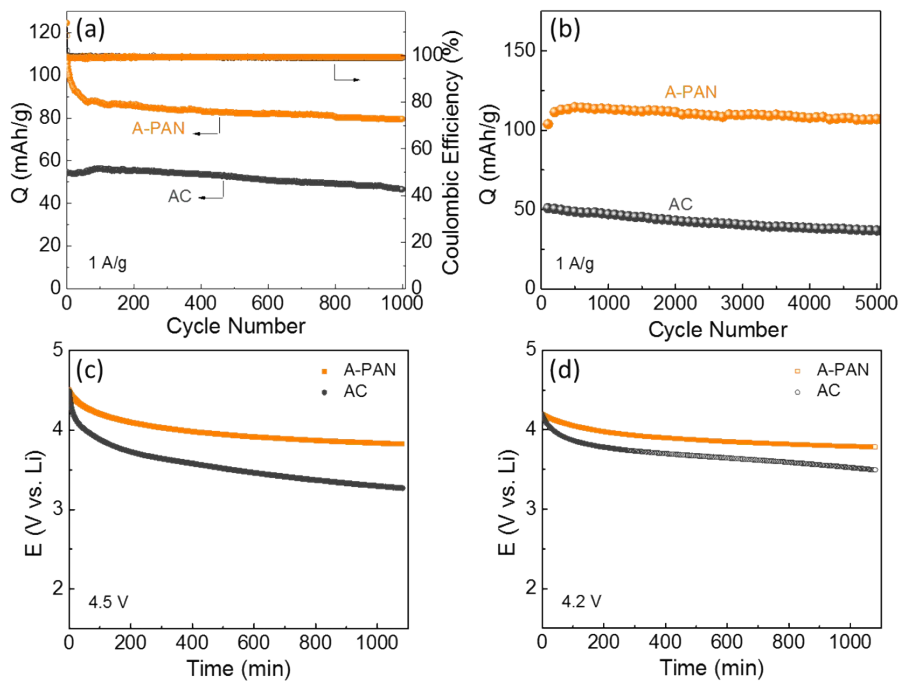 (a)
Q (mAh/g)
120
100
80
60
40
20
0
A-PAN
AC
1 A/g
0 200 400 600 800 1000
Cycle Number
100
80
60
40
20
0
Coulombic Efficiency (%)
(b)
Q (mAh/g)
150
100
50
0
A-PAN
AC
1 A/g
0 1000 2000 3000 4000 5000
Cycle Number
(c)
E (V vs. Li)
5
4
3
2
A-PAN
AC
4.5 V
0 200 400 600 800 1000
Time (min)
(d)
E (V vs. Li)
5
4
3
2
A-PAN
AC
4.2 V
0 200 400 600 800 1000
Time (min)